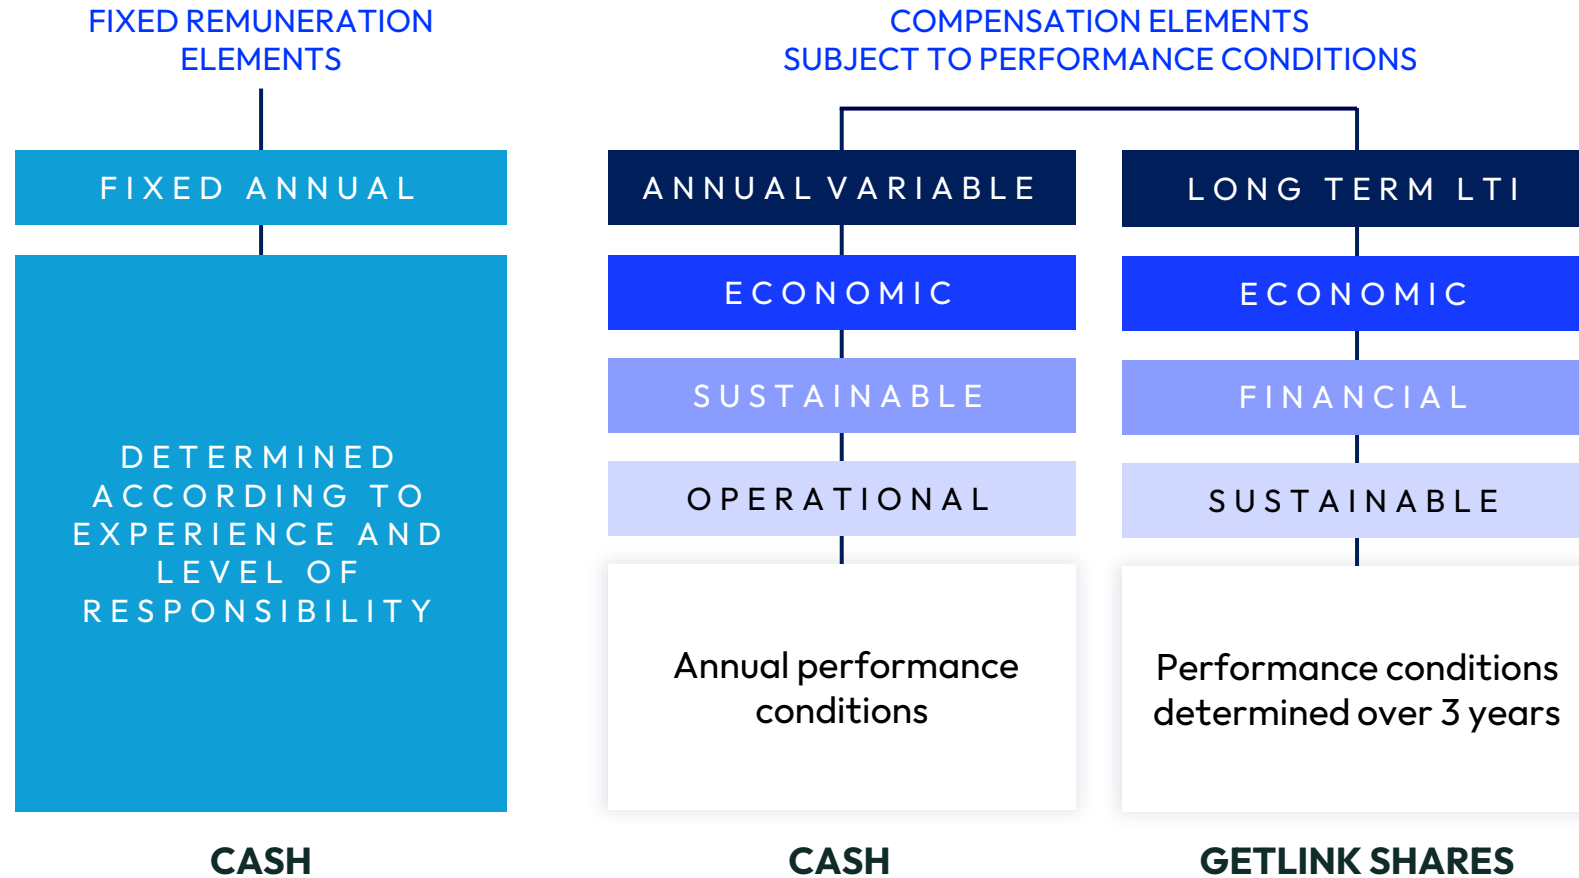 FIXED REMUNERATION
ELEMENTS
FIXED ANNUAL
DETERMINED
ACCORDING TO
EXPERIENCE AND
LEVEL OF
RESPONSIBILITY
CASH
COMPENSATION ELEMENTS
SUBJECT TO PERFORMANCE CONDITIONS
ANNUAL VARIABLE
ECONOMIC
SUSTAINABLE
OPERATIONAL
Annual performance
conditions
CASH
LONG TERM LTI
ECONOMIC
FINANCIAL
SUSTAINABLE
Performance conditions
determined over 3 years
GETLINK SHARES